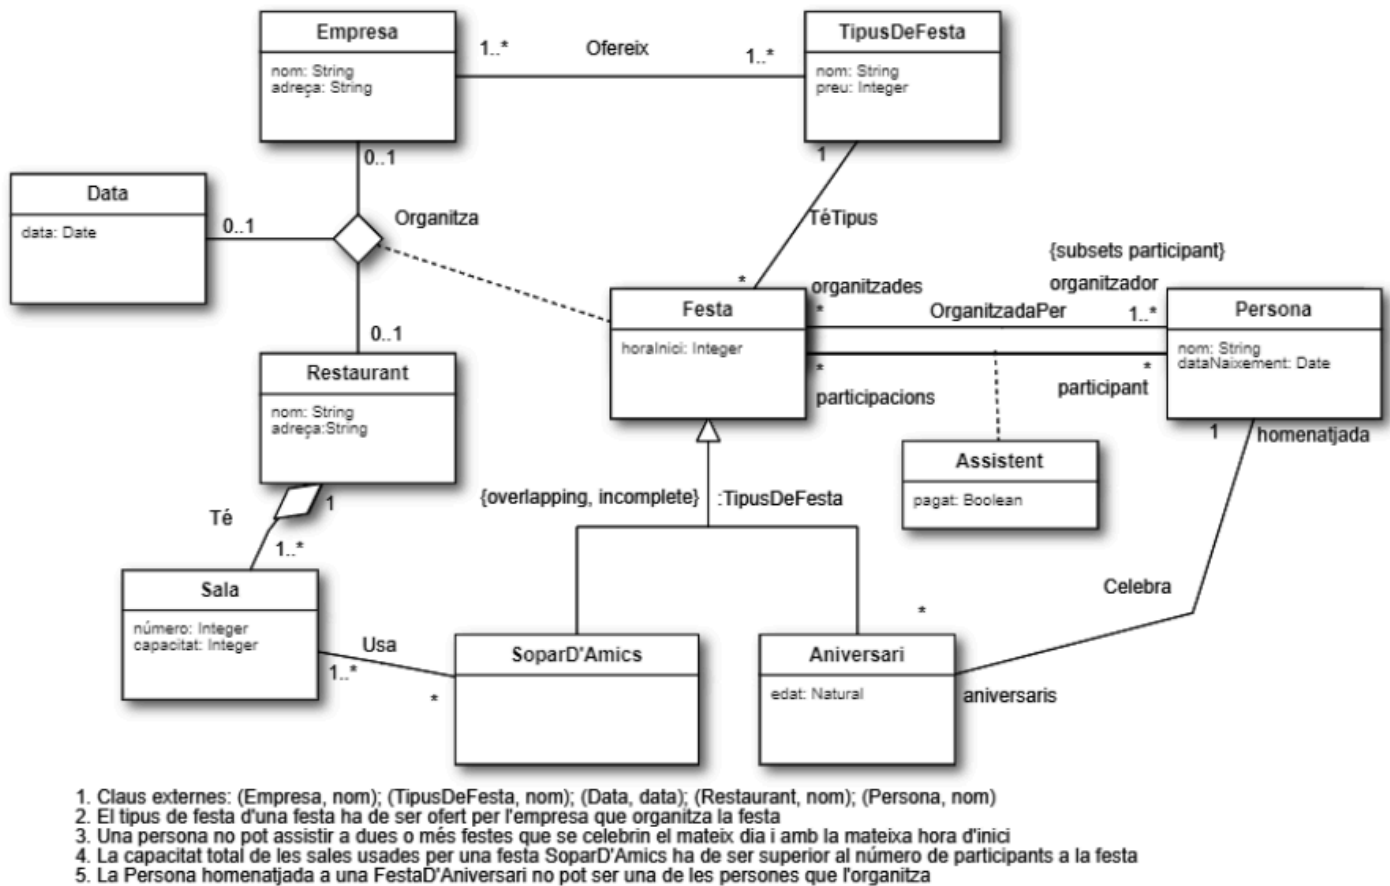 Empresa
nom: String
adreça: String
1..*
Ofereix
1..*
TipusDeFesta
nom: String
preu: Integer
0..1
1
Data
data: Date
0..1
Organitza
TéTipus
*
organitzades
{subsets participant}
organitzador
*
OrganitzadaPer
1..*
Festa
horaInici: Integer
Persona
nom: String
dataNaixement: Date
*
participacions
*
participant
0..1
Restaurant
nom: String
adreça:String
1
homenatjada
Assistent
pagat: Boolean
{overlapping, incomplete}
:TipusDeFesta
1
Té
1..*
Sala
número: Integer
capacitat: Integer
Usa
1..*
*
SoparD'Amics
*
Aniversari
edat: Natural
Celebra
aniversaris
1. Claus externes: (Empresa, nom); (TipusDeFesta, nom); (Data, data); (Restaurant, nom); (Persona, nom)
2. El tipus de festa d'una festa ha de ser ofert per l'empresa que organitza la festa
3. Una persona no pot assistir a dues o més festes que se celebrin el mateix dia i amb la mateixa hora d'inici
4. La capacitat total de les sales usades per una festa SoparD'Amics ha de ser superior al número de participants a la festa
5. La Persona homenatjada a una FestaD'Aniversari no pot ser una de les persones que l'organitza